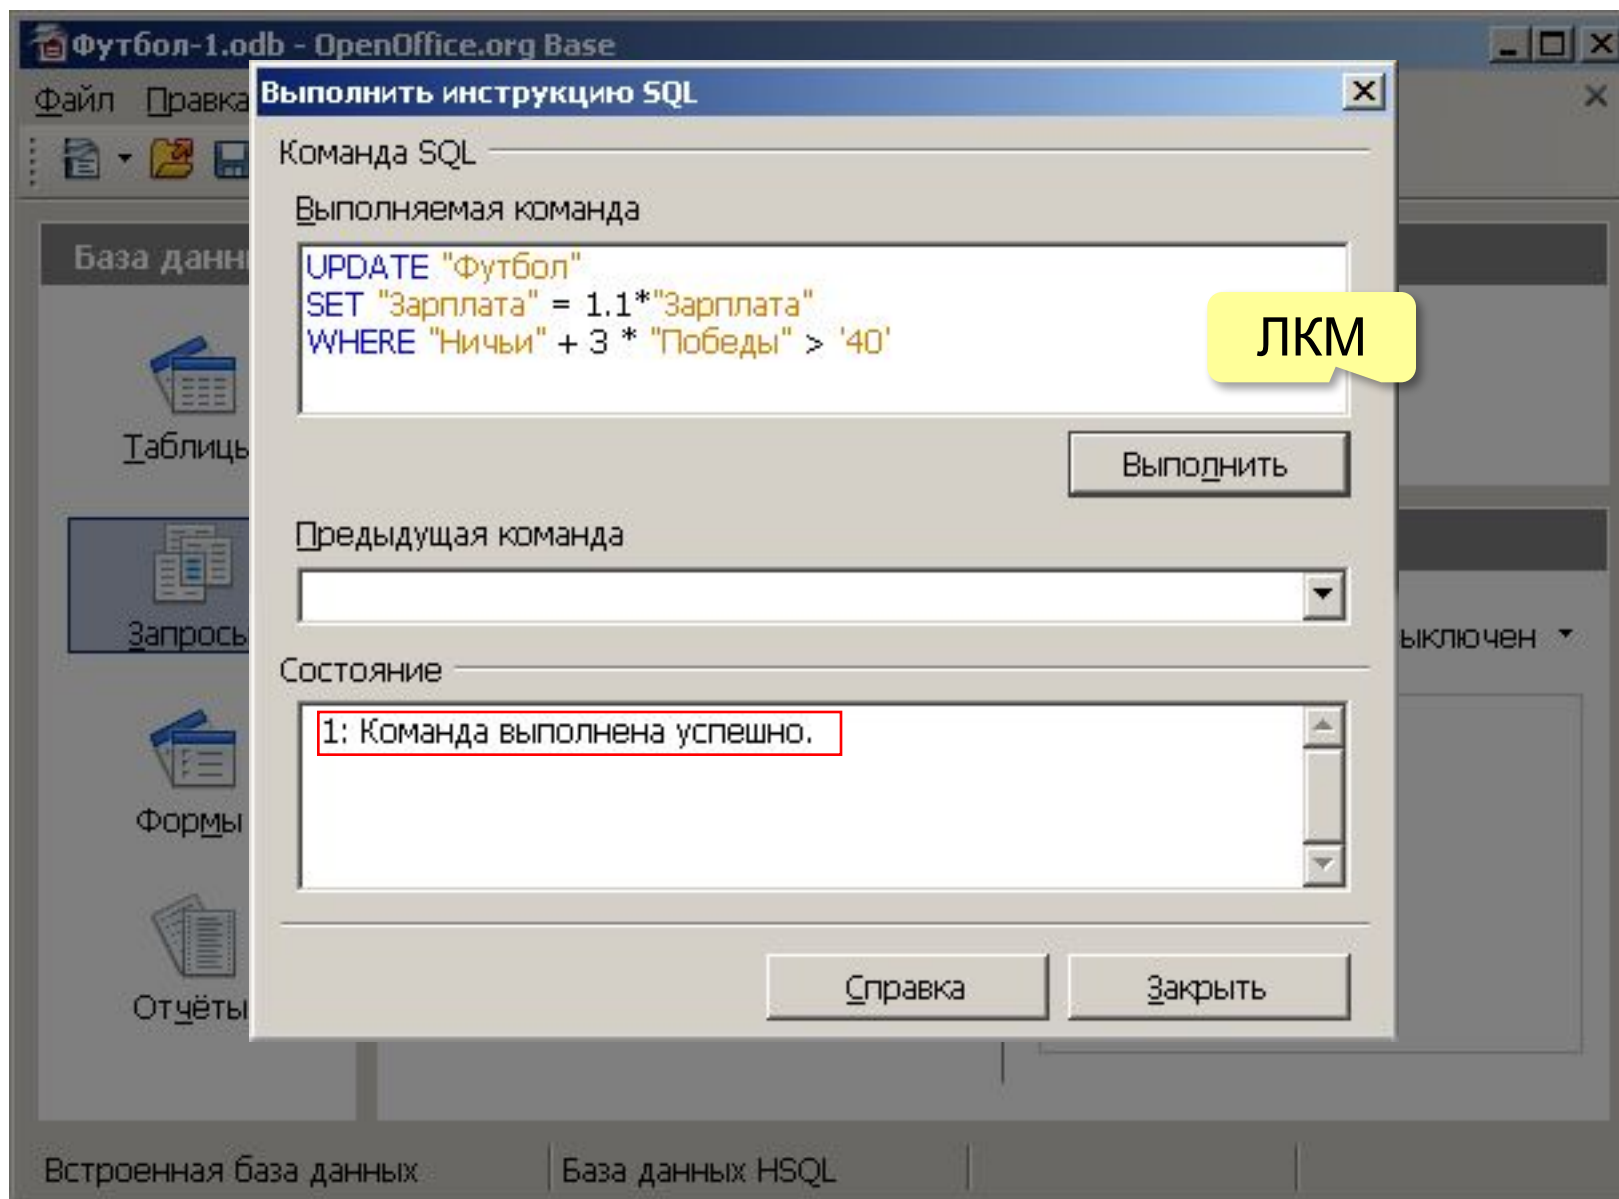 Футбол-1.odb - OpenOffice.org Base
Выполнить инструкцию SQL
Файл Правка
Команда SQL
Выполняемая команда
База данн
UPDATE "Футбол"
SET "Зарплата" = 1.1*"Зарплата"
WHERE "Ничьи" + 3 * "Победы" > '40'
ЛКМ
Таблицы
Выполнить
Предыдущая команда
Запросы
ыключен
Состояние
1: Команда выполнена успешно.
Формы
Справка
Закрыть
Отчёты
Встроенная база данных
База данных HSQL